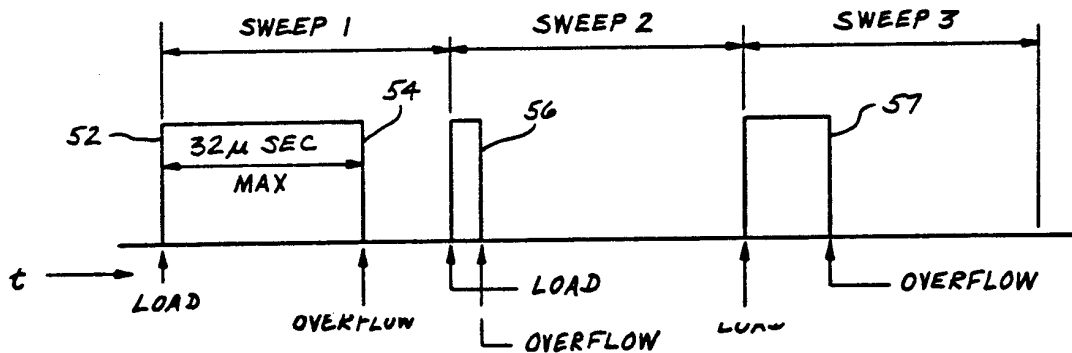 SWEEP 1
SWEEP 2
SWEEP 3
52
54
56
57
32μ SEC
MAX
t
LOAD
OVERFLOW
LOAD
OVERFLOW
OVERFLOW